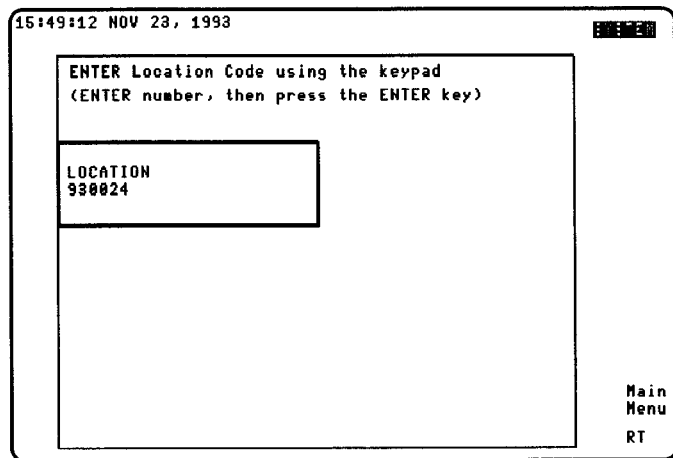 15:49:12 NOV 23, 1993
SYSTEM
ENTER Location Code using the keypad
(ENTER number, then press the ENTER key)
LOCATION
930024
Main
Menu
RT